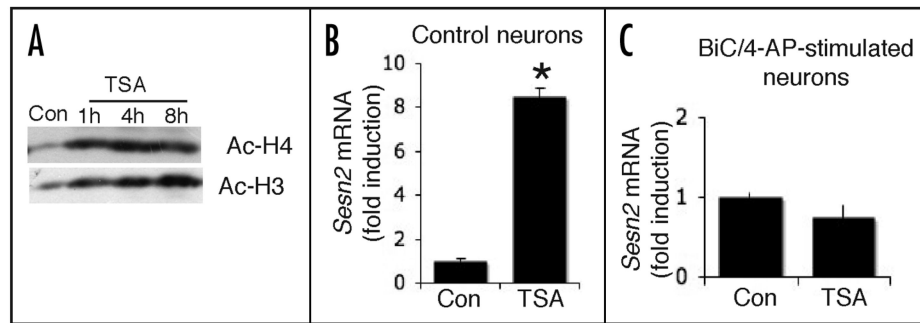 A
TSA
Con 1h 4h 8h
Ac-H4
Ac-H3
B
Control neurons
Sesn2 mRNA
(fold induction)
10
8
6
4
2
0
*
Con TSA
C
BiC/4-AP-stimulated
neurons
Sesn2 mRNA
(fold induction)
2
1
0
Con TSA